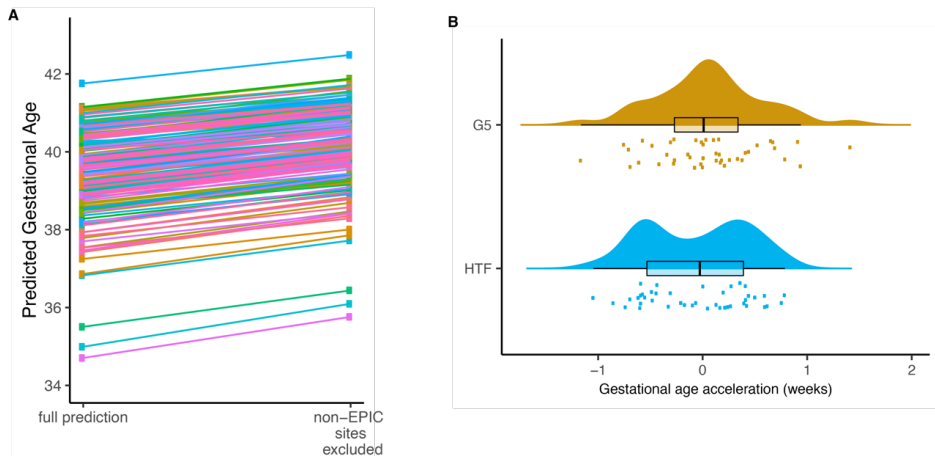 A
Predicted Gestational Age
42
40
38
36
34
full prediction
non−EPIC
sites
excluded
B
G5
HTF
−1
0
1
2
Gestational age acceleration (weeks)